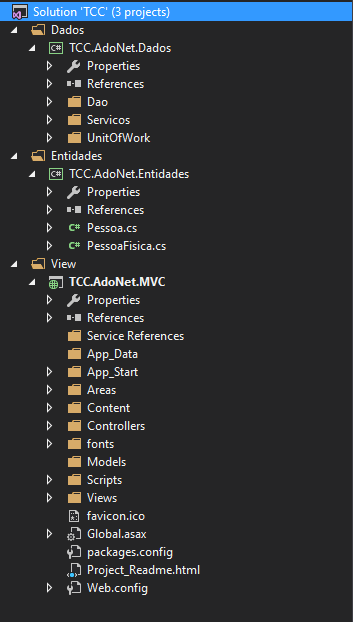 Solution 'TCC' (3 projects)
Dados
C# TCC.AdoNet.Dados
Properties
References
Dao
Servicos
UnitOfWork
Entidades
C# TCC.AdoNet.Entidades
Properties
References
C# Pessoa.cs
C# PessoaFisica.cs
View
TCC.AdoNet.MVC
Properties
References
Service References
App_Data
App_Start
Areas
Content
Controllers
fonts
Models
Scripts
Views
favicon.ico
Global.asax
packages.config
Project_Readme.html
Web.config